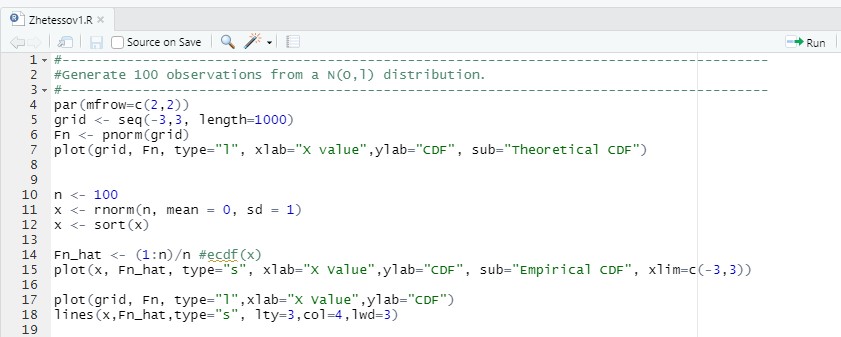 Zhetessov1.R
Source on Save
Run
1 #------------------------------------------------------------------------------------------
2 #Generate 100 observations from a N(0,1) distribution.
3 #------------------------------------------------------------------------------------------
4 par(mfrow=c(2,2))
5 grid <- seq(-3,3, length=1000)
6 Fn <- pnorm(grid)
7 plot(grid, Fn, type="l", xlab="X value",ylab="CDF", sub="Theoretical CDF")
8
9
10 n <- 100
11 x <- rnorm(n, mean = 0, sd = 1)
12 x <- sort(x)
13
14 Fn_hat <- (1:n)/n #ecdf(x)
15 plot(x, Fn_hat, type="s", xlab="X Value",ylab="CDF", sub="Empirical CDF", xlim=c(-3,3))
16
17 plot(grid, Fn, type="l",xlab="X Value",ylab="CDF")
18 lines(x,Fn_hat,type="s", lty=3,col=4,lwd=3)
19